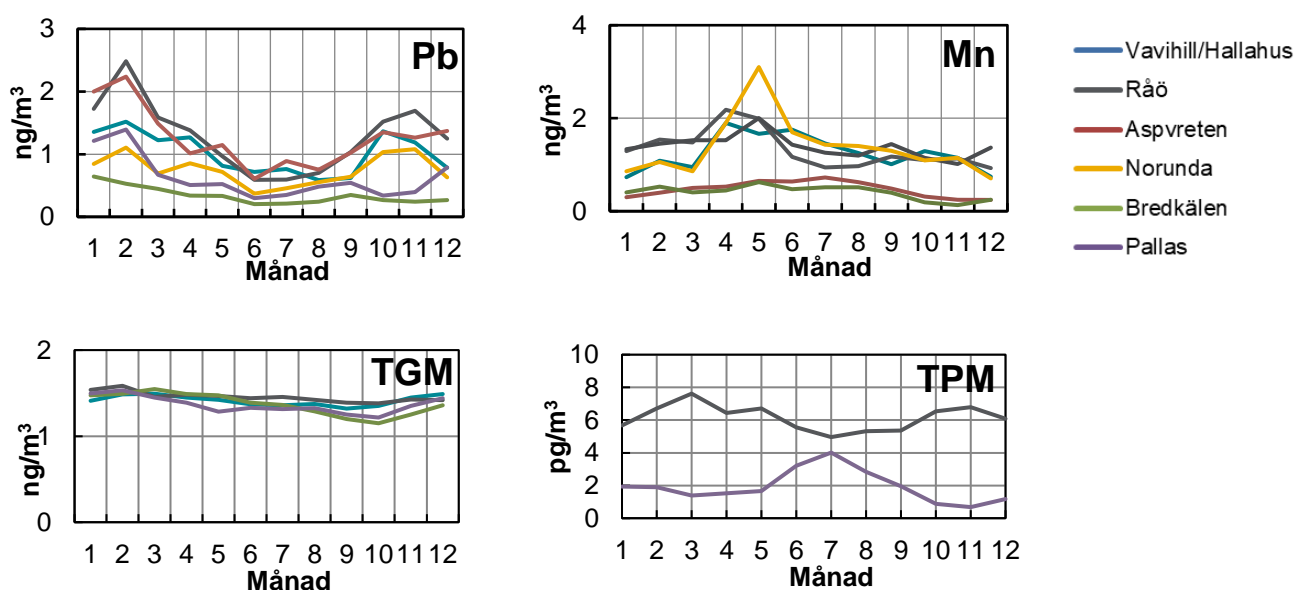 Pb
3
2
1
0
ng/m³
1 2 3 4 5 6 7 8 9 10 11 12
Månad
Mn
4
2
0
ng/m³
1 2 3 4 5 6 7 8 9 10 11 12
Månad
Vavihill/Hallahus
Råö
Aspvreten
Norunda
Bredkälen
Pallas
TGM
2
1
0
ng/m³
1 2 3 4 5 6 7 8 9 10 11 12
Månad
TPM
10
8
6
4
2
0
pg/m³
1 2 3 4 5 6 7 8 9 10 11 12
Månad